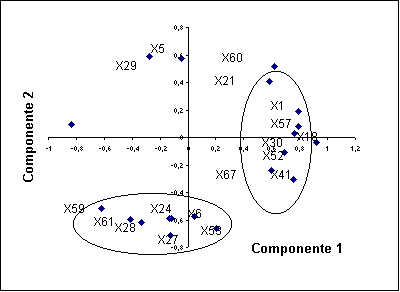 0,8
X5
X60
X29
0,6
X21
0,4
X1
0,2
X57
X18
-1
-0,8
-0,6
-0,4
-0,2
0
0,2
0,4
0,6
0,8
1
1,2
X30
X52
-0,2
X67
X41
-0,4
X59
X24
X6
X61
X28
-0,6
X53
X27
-0,8
Componente 2
Componente 1